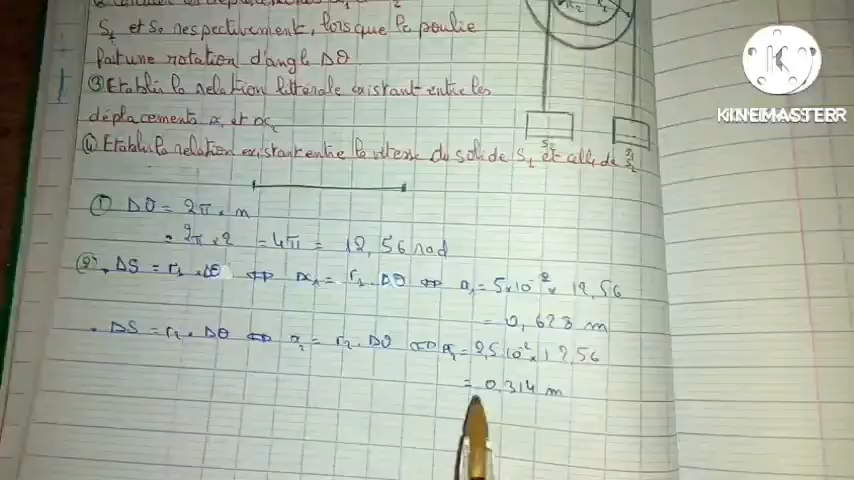 S₁ et S₂ respectivement, lorsque la poulie
fait une rotation d'angle Δθ
③ Etablir la relation littérale existant entre les
déplacements x₁ et x₂
④ Etablir la relation existant entre la vitesse du solide S₁ et celle de S₂
① Δθ = 2π . n
= 2π × 2 = 4π = 12,56 rad
② . ΔS = r₁ . Δθ ⇔ x₁ = r₁ . Δθ ⇔ x₁ = 5×10⁻² × 12,56
= 0,628 m
. ΔS = r₂ . Δθ ⇔ x₂ = r₂ . Δθ ⇔ x₂ = 2,5 10⁻² × 12,56
= 0,314 m
K
KINEMASTER
R₂
S₂
S₁